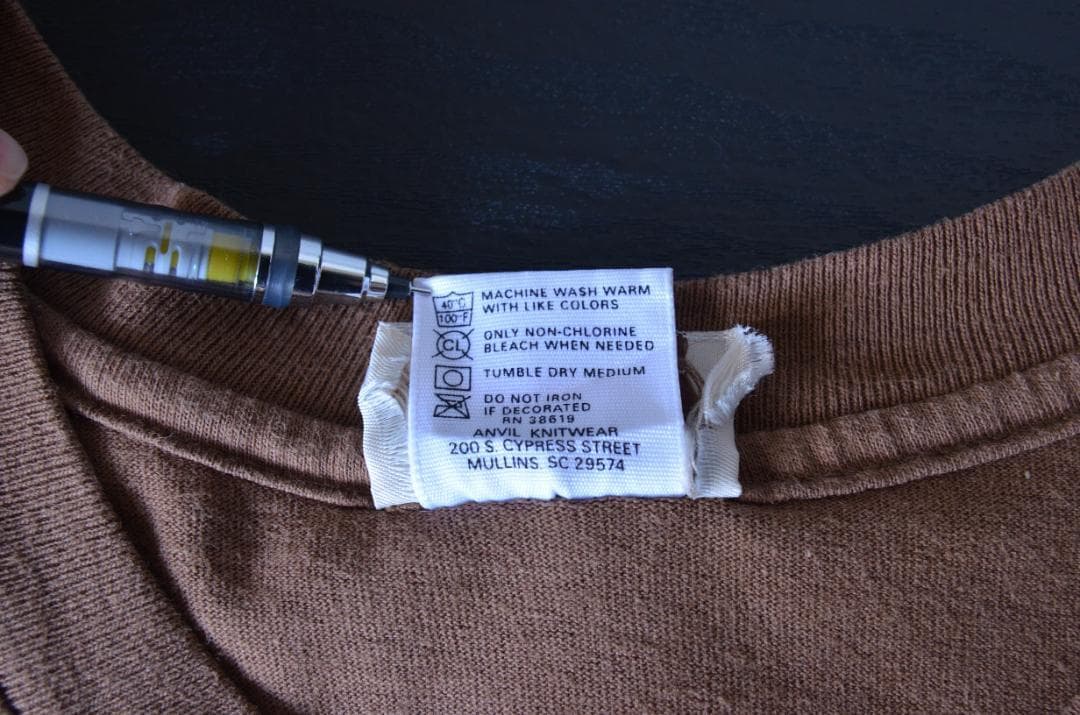 40°C
100°F
MACHINE WASH WARM
WITH LIKE COLORS
CL
ONLY NON-CHLORINE
BLEACH WHEN NEEDED
TUMBLE DRY MEDIUM
DO NOT IRON
IF DECORATED
RN 38619
ANVIL KNITWEAR
200 S. CYPRESS STREET
MULLINS, SC 29574